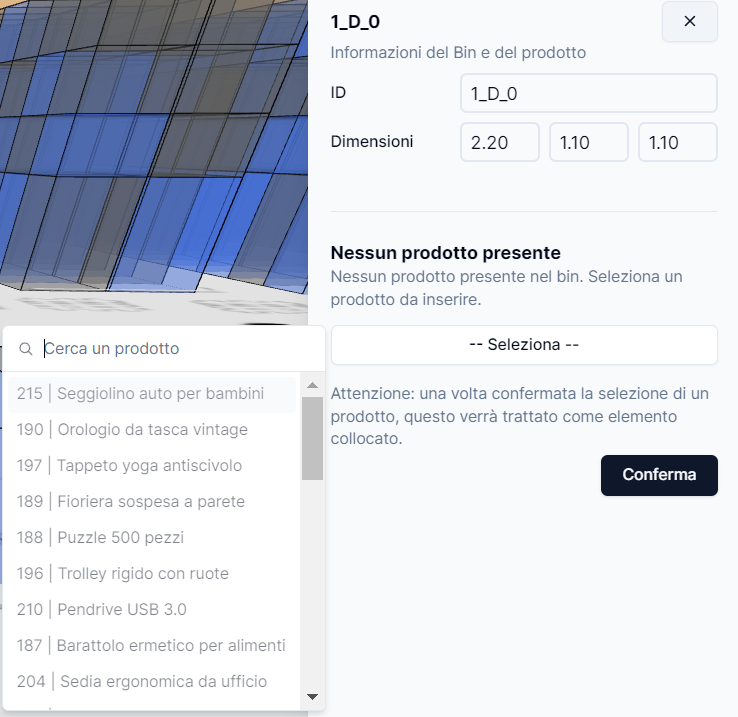 1_D_0
Informazioni del Bin e del prodotto
ID
1_D_0
Dimensioni
2.20
1.10
1.10
Nessun prodotto presente
Nessun prodotto presente nel bin. Seleziona un
prodotto da inserire.
-- Seleziona --
Attenzione: una volta confermata la selezione di un
prodotto, questo verrà trattato come elemento
collocato.
Conferma
Cerca un prodotto
215 | Seggiolino auto per bambini
190 | Orologio da tasca vintage
197 | Tappeto yoga antiscivolo
189 | Fioriera sospesa a parete
188 | Puzzle 500 pezzi
196 | Trolley rigido con ruote
210 | Pendrive USB 3.0
187 | Barattolo ermetico per alimenti
204 | Sedia ergonomica da ufficio